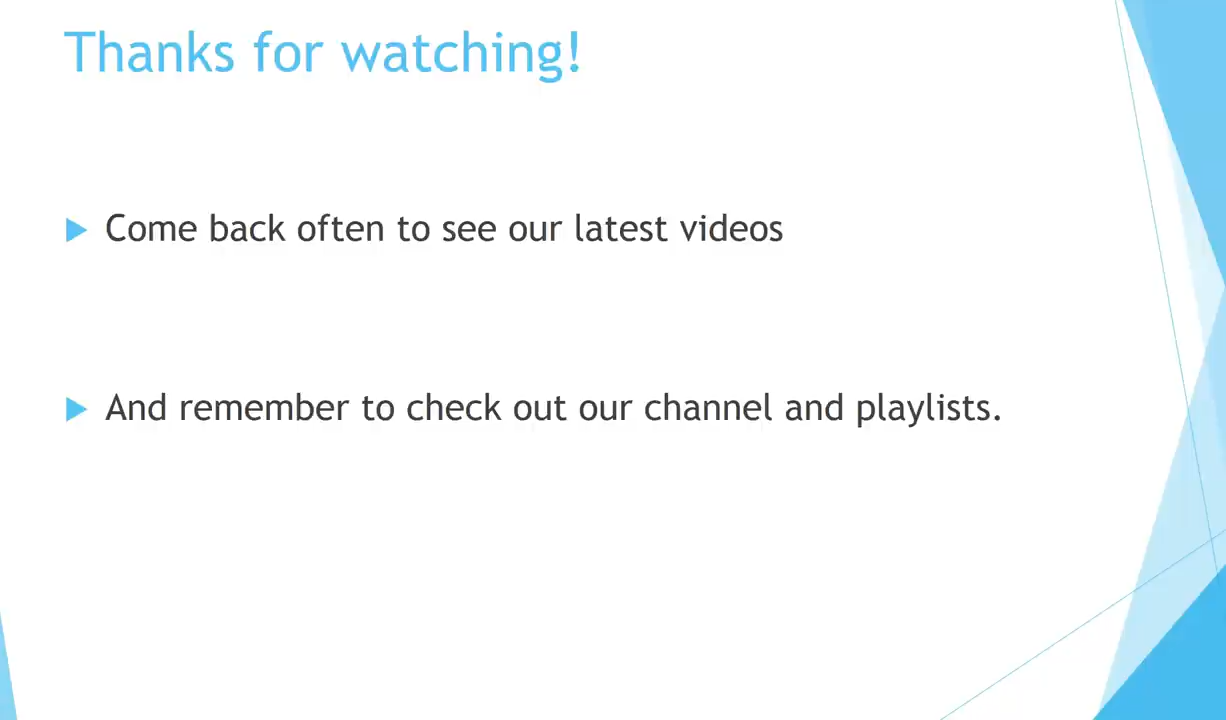 Thanks for watching!
Come back often to see our latest videos
And remember to check out our channel and playlists.